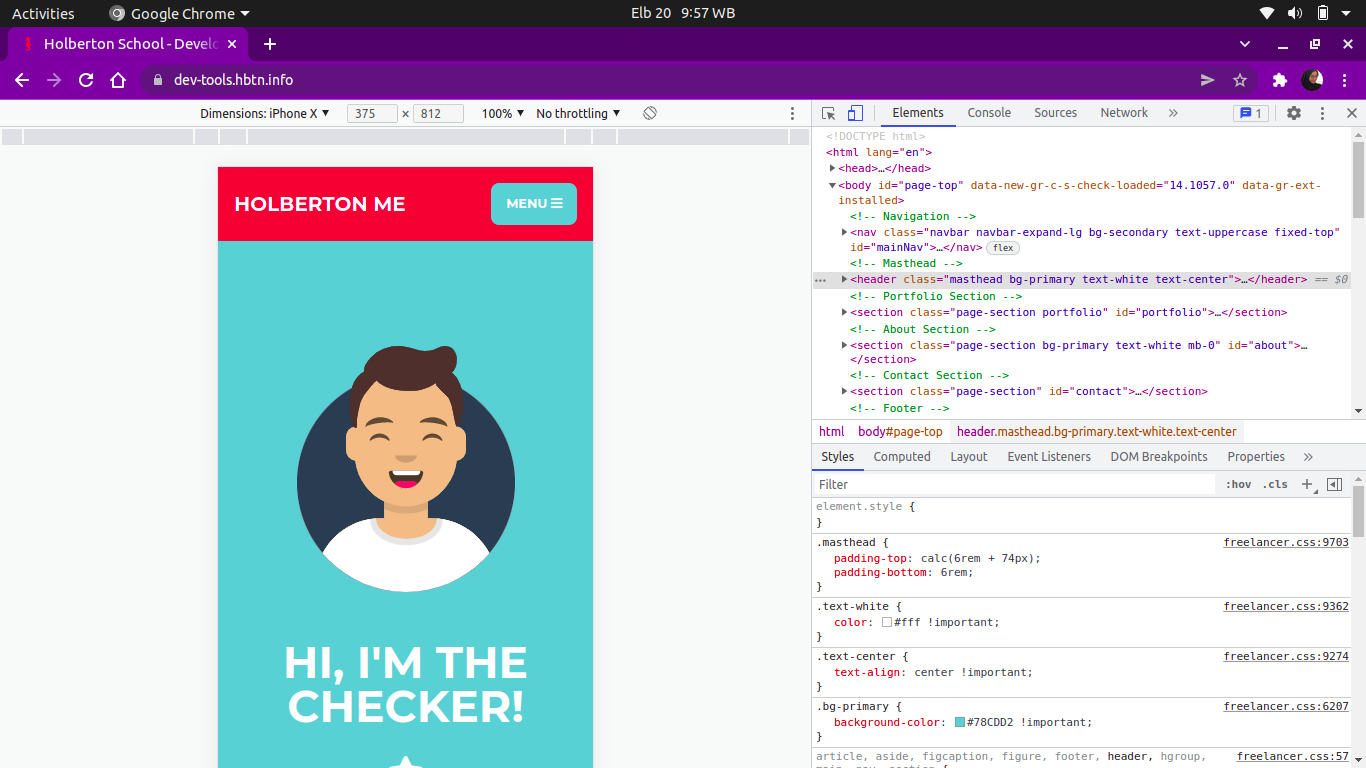 Activities Google Chrome Elb 20 9:57 WB
Holberton School - Develo
dev-tools.hbtn.info
Dimensions: iPhone X 375 × 812 100% No throttling
HOLBERTON ME MENU
HI, I'M THE
CHECKER!
Elements Console Sources Network » 1
<!DOCTYPE html>
<html lang="en">
<head>…</head>
<body id="page-top" data-new-gr-c-s-check-loaded="14.1057.0" data-gr-ext-
installed>
<!-- Navigation -->
<nav class="navbar navbar-expand-lg bg-secondary text-uppercase fixed-top"
id="mainNav">…</nav> flex
<!-- Masthead -->
<header class="masthead bg-primary text-white text-center">…</header> == $0
<!-- Portfolio Section -->
<section class="page-section portfolio" id="portfolio">…</section>
<!-- About Section -->
<section class="page-section bg-primary text-white mb-0" id="about">…
</section>
<!-- Contact Section -->
<section class="page-section" id="contact">…</section>
<!-- Footer -->
html body#page-top header.masthead.bg-primary.text-white.text-center
Styles Computed Layout Event Listeners DOM Breakpoints Properties »
Filter :hov .cls +
element.style {
}
.masthead { freelancer.css:9703
padding-top: calc(6rem + 74px);
padding-bottom: 6rem;
}
.text-white { freelancer.css:9362
color: #fff !important;
}
.text-center { freelancer.css:9274
text-align: center !important;
}
.bg-primary { freelancer.css:6207
background-color: #78CDD2 !important;
}
article, aside, figcaption, figure, footer, header, hgroup, freelancer.css:57